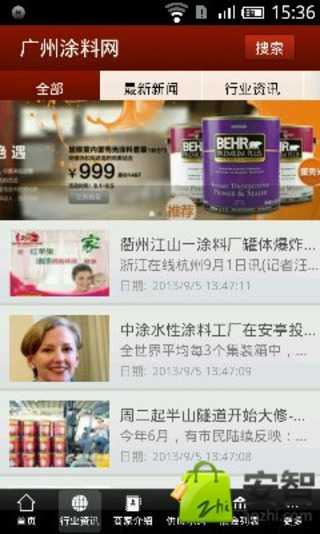 15:36
广州涂料网
搜索
全部
最新新闻
行业资讯
¥999
BEHR
PREMIUM PLUS
PRIMER & SEALER
推荐
衢州江山一涂料厂罐体爆炸...
浙江在线杭州9月1日讯(记者汪...
日期: 2013/9/5 13:47:11
中涂水性涂料工厂在安亭投...
全世界平均每3个集装箱中，...
日期: 2013/9/5 13:47:09
周二起半山隧道开始大修-...
今年6月，有市民陆续反映：...
日期: 2013/9/5 13:47:08
安智
anzhi.com
首页
行业资讯
商家介绍
更多